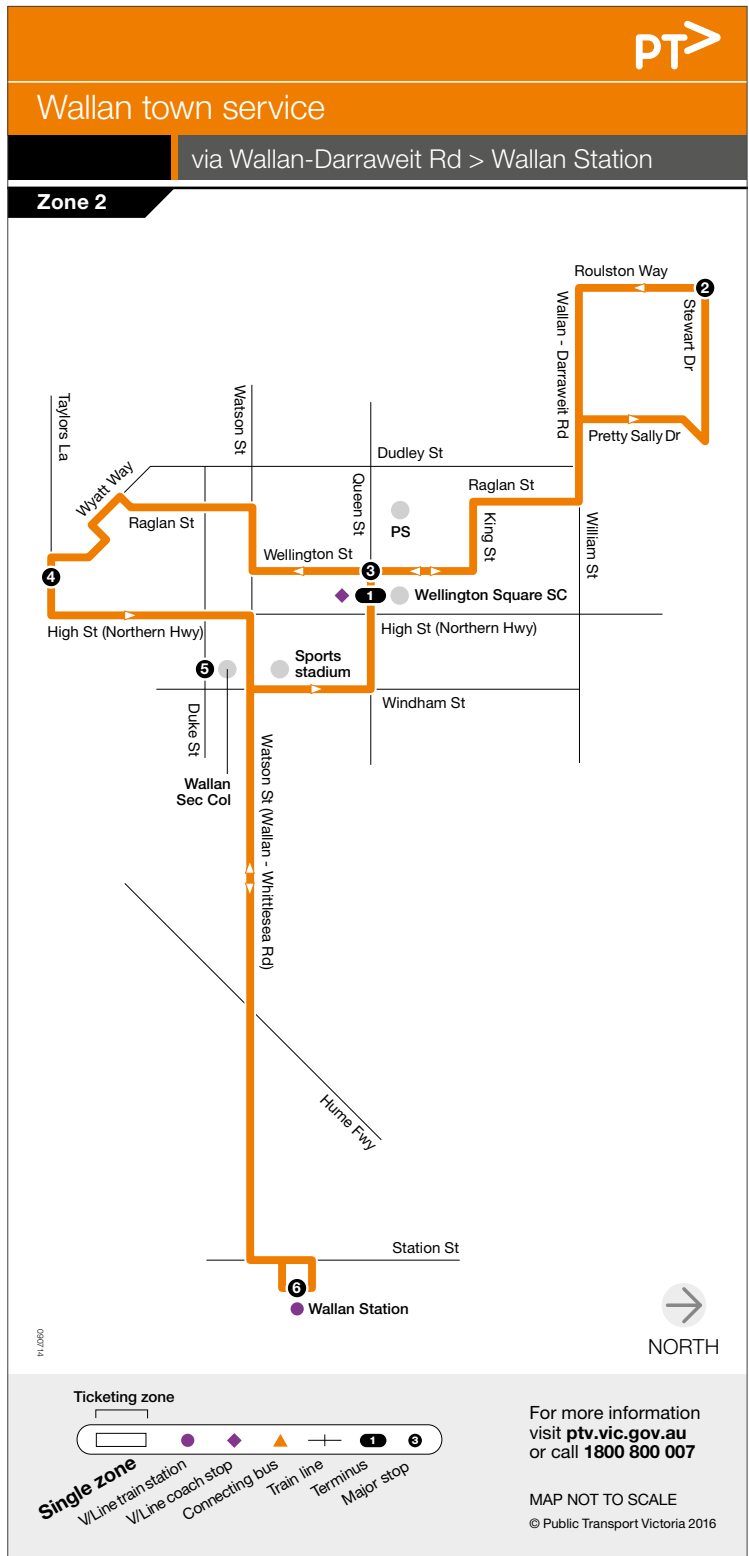 PT>
Wallan town service
via Wallan-Darraweit Rd > Wallan Station
Zone 2
Roulston Way
2
Stewart Dr
Wallan - Darraweit Rd
Pretty Sally Dr
Taylors La
Watson St
Dudley St
Wyatt Way
Queen St
Raglan St
Raglan St
PS
King St
William St
Wellington St
3
4
1
Wellington Square SC
High St (Northern Hwy)
High St (Northern Hwy)
5
Sports
stadium
Windham St
Duke St
Wallan
Sec Col
Watson St (Wallan - Whittlesea Rd)
Hume Fwy
Station St
6
Wallan Station
NORTH
090714
Ticketing zone
1
3
Single zone
V/Line train station
V/Line coach stop
Connecting bus
Train line
Terminus
Major stop
For more information
visit ptv.vic.gov.au
or call 1800 800 007
MAP NOT TO SCALE
© Public Transport Victoria 2016